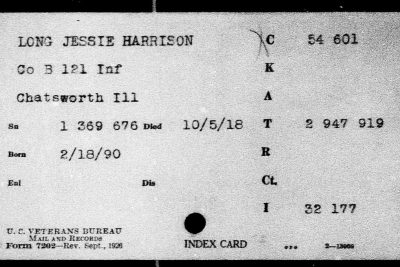 LONG JESSIE HARRISON C 54 601
Co B 121 Inf K
Chatsworth Ill A
Sn 1 369 676 Died 10/5/18 T 2 947 919
Born 2/18/90 R
Enl Dis Ct.
I 32 177
U. C. VETERANS BUREAU
MAIL AND RECORDS
Form 7202—Rev. Sept., 1926 INDEX CARD 2—13069